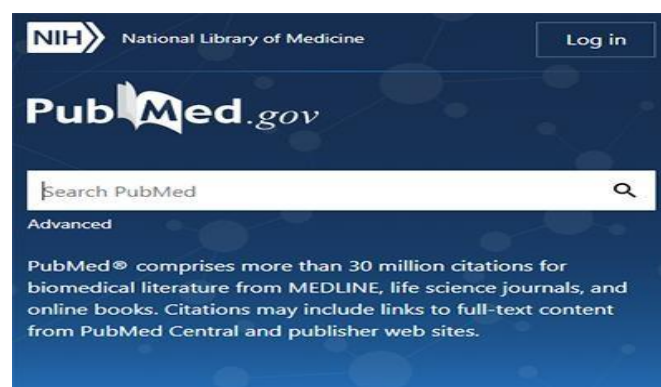 NIH National Library of Medicine
Log in
PubMed.gov
Search PubMed
Advanced
PubMed® comprises more than 30 million citations for
biomedical literature from MEDLINE, life science journals, and
online books. Citations may include links to full-text content
from PubMed Central and publisher web sites.